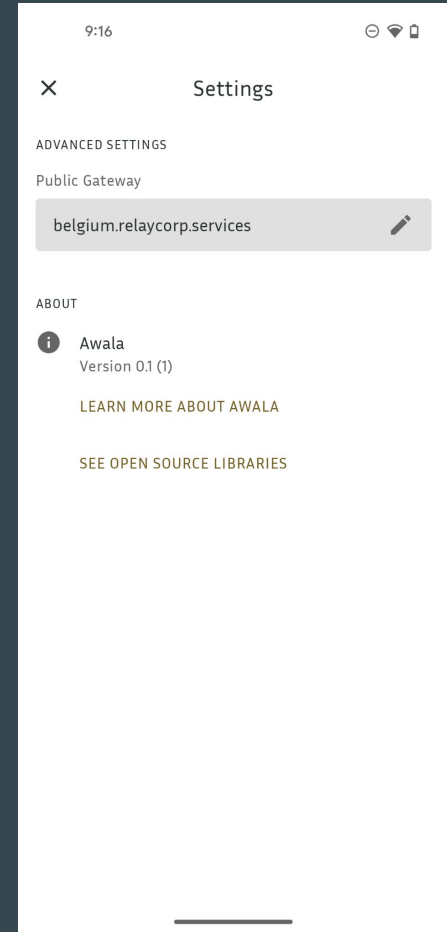 9:16
Settings
ADVANCED SETTINGS
Public Gateway
belgium.relaycorp.services
ABOUT
Awala
Version 0.1 (1)
LEARN MORE ABOUT AWALA
SEE OPEN SOURCE LIBRARIES